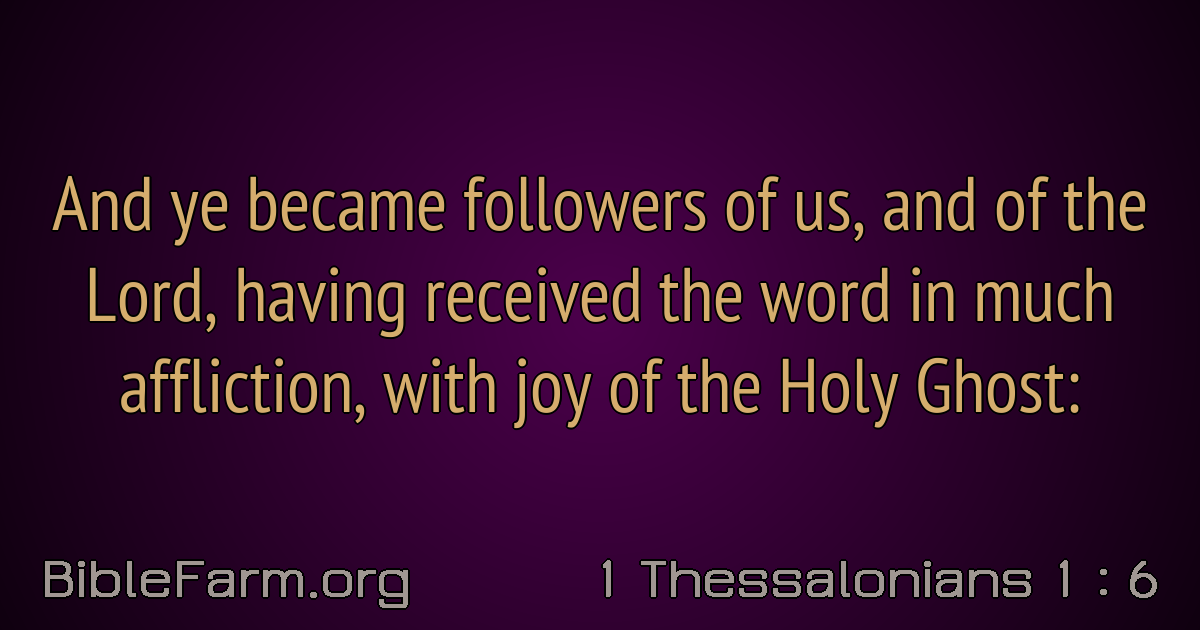 And ye became followers of us, and of the
Lord, having received the word in much
affliction, with joy of the Holy Ghost:
BibleFarm.org
1 Thessalonians 1 : 6